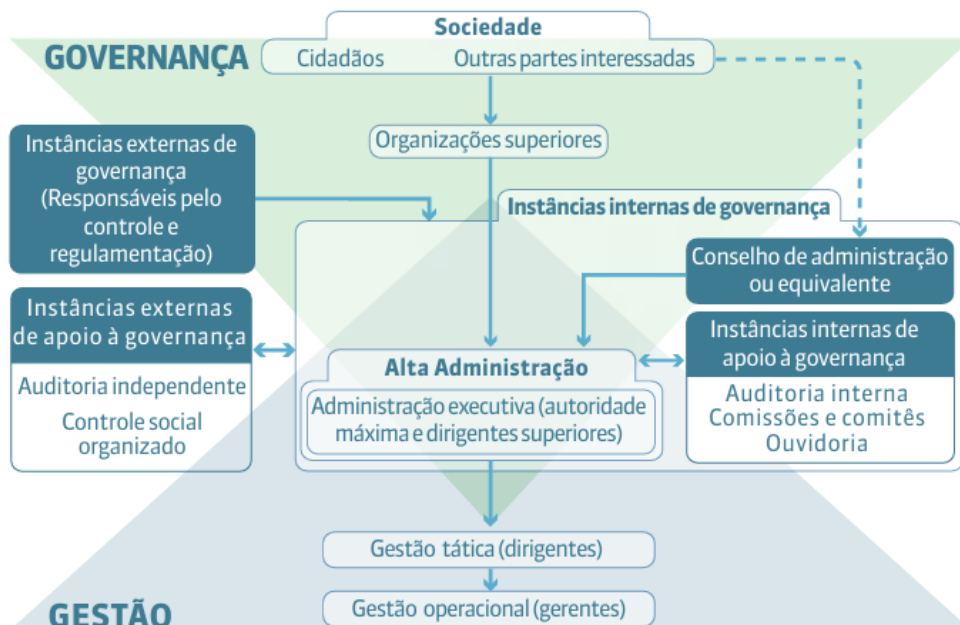 Sociedade
GOVERNANÇA
Cidadãos
Outras partes interessadas
Organizações superiores
Instâncias externas de
governança
(Responsáveis pelo
controle e
regulamentação)
Instâncias internas de governança
Conselho de administração
ou equivalente
Instâncias externas
de apoio à governança
Auditoria independente
Controle social
organizado
Alta Administração
Administração executiva (autoridade
máxima e dirigentes superiores)
Instâncias internas de
apoio à governança
Auditoria interna
Comissões e comitês
Ouvidoria
Gestão tática (dirigentes)
Gestão operacional (gerentes)
GESTÃO